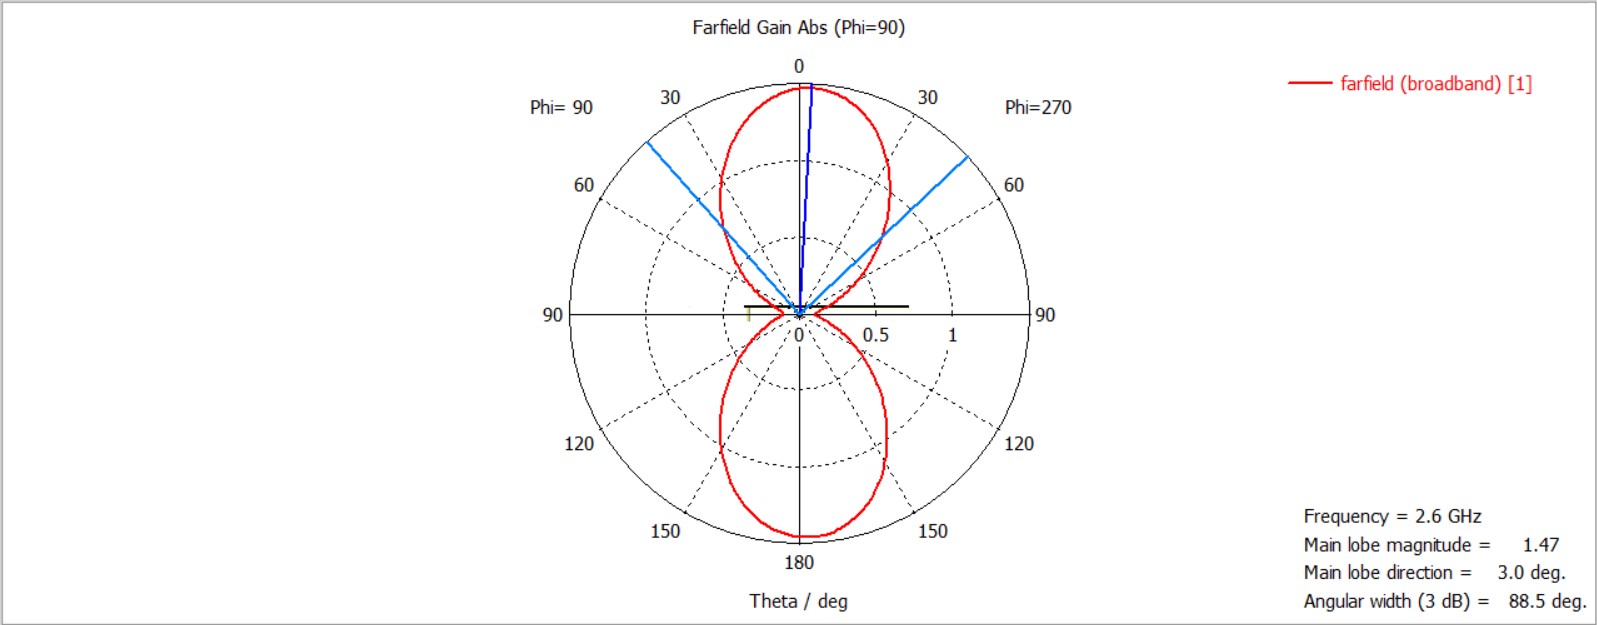 Farfield Gain Abs (Phi=90)
0
farfield (broadband) [1]
30
30
Phi= 90
Phi=270
60
60
90
90
0
0.5
1
120
120
150
150
180
Frequency = 2.6 GHz
Main lobe magnitude = 1.47
Main lobe direction = 3.0 deg.
Theta / deg
Angular width (3 dB) = 88.5 deg.